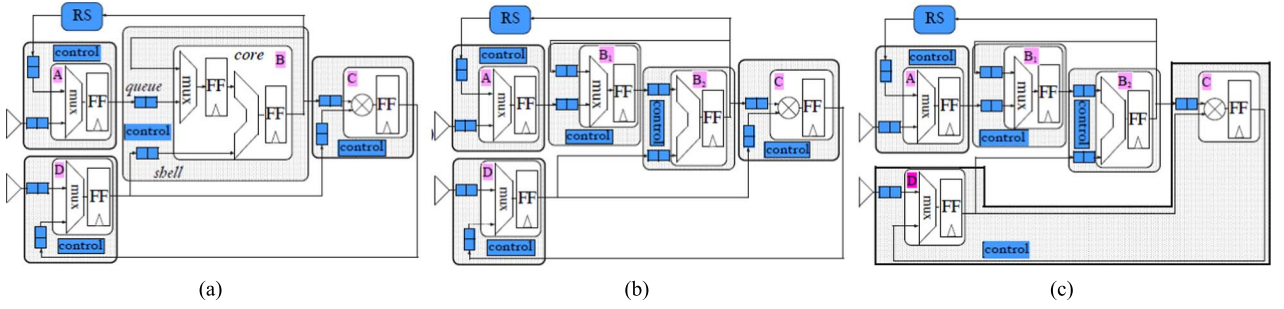 RS
control
A
mux
FF
queue
control
core
B
mux
FF
FF
shell
C
FF
control
D
mux
FF
control
(a)
RS
control
A
mux
FF
B1
mux
FF
control
B2
FF
control
C
FF
control
D
mux
FF
control
(b)
RS
control
A
mux
FF
B1
mux
FF
control
B2
FF
control
C
FF
D
mux
FF
control
(c)